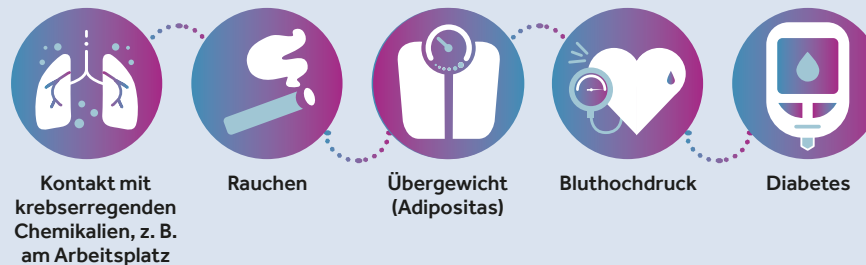 Kontakt mit
krebserregenden
Chemikalien, z. B.
am Arbeitsplatz
Rauchen
Übergewicht
(Adipositas)
Bluthochdruck
Diabetes